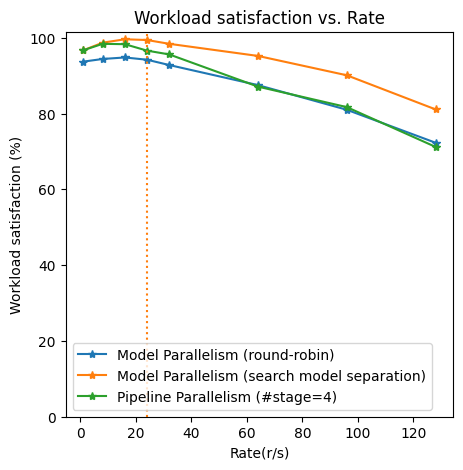 Workload satisfaction vs. Rate
Workload satisfaction (%)
100
80
60
40
20
0
Model Parallelism (round-robin)
Model Parallelism (search model separation)
Pipeline Parallelism (#stage=4)
0 20 40 60 80 100 120
Rate(r/s)